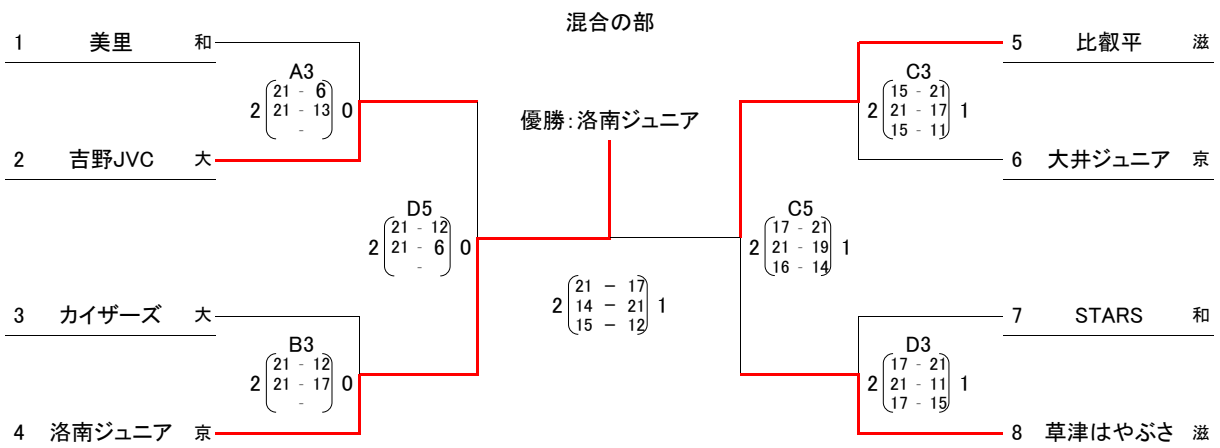 混合の部
1 美里 和
5 比叡平 滋
A3
2 21 - 6 0
21 - 13
-
C3
2 15 - 21 1
21 - 17
15 - 11
優勝：洛南ジュニア
2 吉野JVC 大
6 大井ジュニア 京
D5
2 21 - 12 0
21 - 6
-
C5
2 17 - 21 1
21 - 19
16 - 14
2 21 － 17 1
14 － 21
15 － 12
3 カイザーズ 大
7 STARS 和
B3
2 21 - 12 0
21 - 17
-
D3
2 17 - 21 1
21 - 11
17 - 15
4 洛南ジュニア 京
8 草津はやぶさ 滋